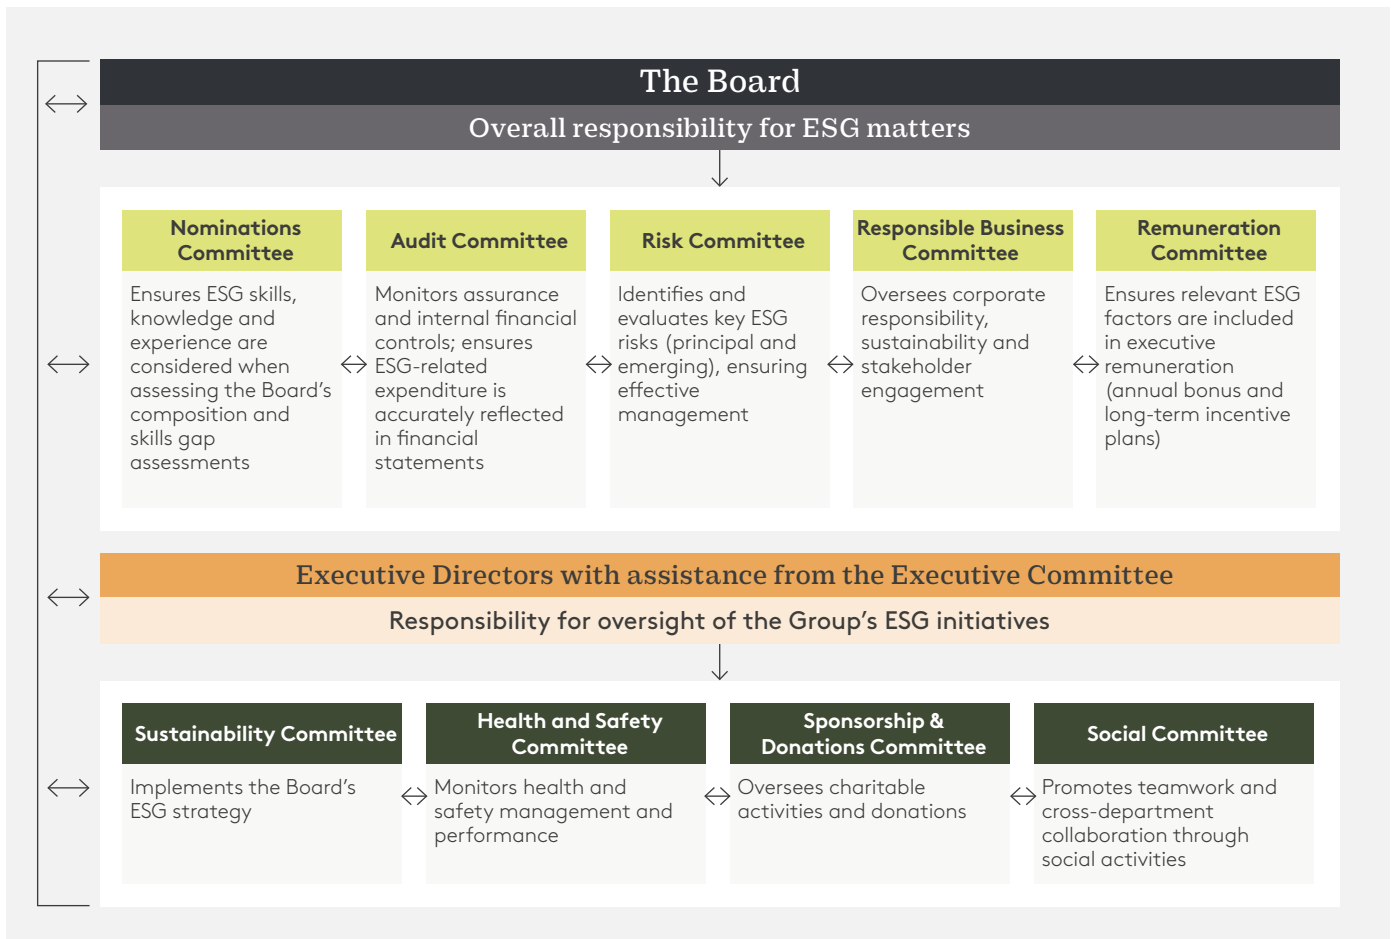 The Board
Overall responsibility for ESG matters
Nominations
Committee
Ensures ESG skills,
knowledge and
experience are
considered when
assessing the Board’s
composition and
skills gap
assessments
Audit Committee
Monitors assurance
and internal financial
controls; ensures
ESG-related
expenditure is
accurately reflected
in financial
statements
Risk Committee
Identifies and
evaluates key ESG
risks (principal and
emerging), ensuring
effective
management
Responsible Business
Committee
Oversees corporate
responsibility,
sustainability and
stakeholder
engagement
Remuneration
Committee
Ensures relevant ESG
factors are included
in executive
remuneration
(annual bonus and
long-term incentive
plans)
Executive Directors with assistance from the Executive Committee
Responsibility for oversight of the Group’s ESG initiatives
Sustainability Committee
Implements the Board’s
ESG strategy
Health and Safety
Committee
Monitors health and
safety management and
performance
Sponsorship &
Donations Committee
Oversees charitable
activities and donations
Social Committee
Promotes teamwork and
cross-department
collaboration through
social activities